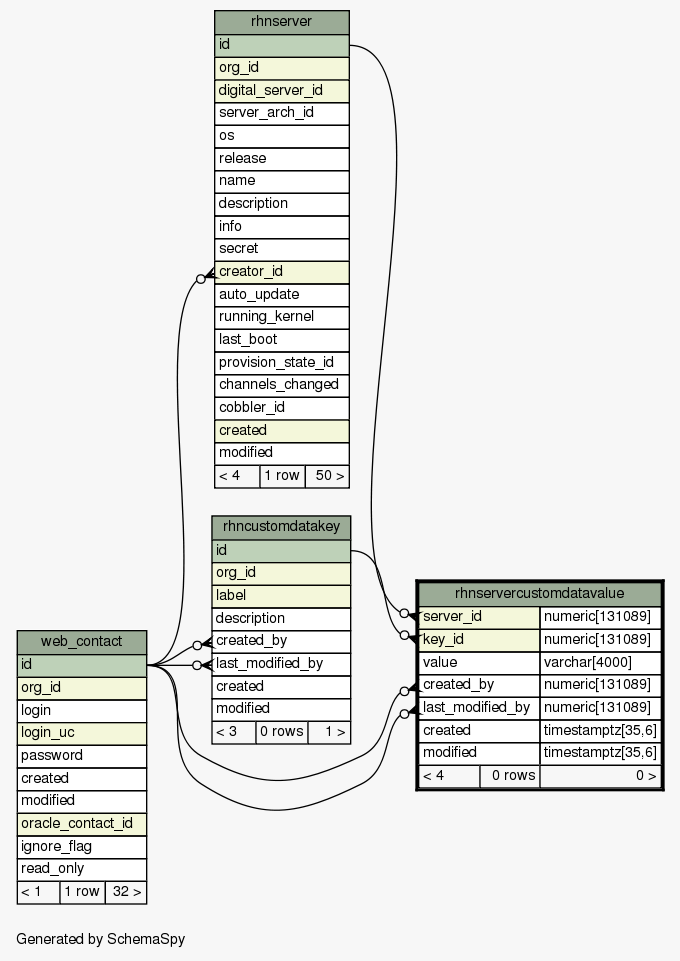 rhnserver
id
org_id
digital_server_id
server_arch_id
os
release
name
description
info
secret
creator_id
auto_update
running_kernel
last_boot
provision_state_id
channels_changed
cobbler_id
created
modified
< 4 1 row 50 >
rhncustomdatakey
id
org_id
label
description
created_by
last_modified_by
created
modified
< 3 0 rows 1 >
rhnservercustomdatavalue
server_id numeric[131089]
key_id numeric[131089]
value varchar[4000]
created_by numeric[131089]
last_modified_by numeric[131089]
created timestamptz[35,6]
modified timestamptz[35,6]
< 4 0 rows 0 >
web_contact
id
org_id
login
login_uc
password
created
modified
oracle_contact_id
ignore_flag
read_only
< 1 1 row 32 >
Generated by SchemaSpy